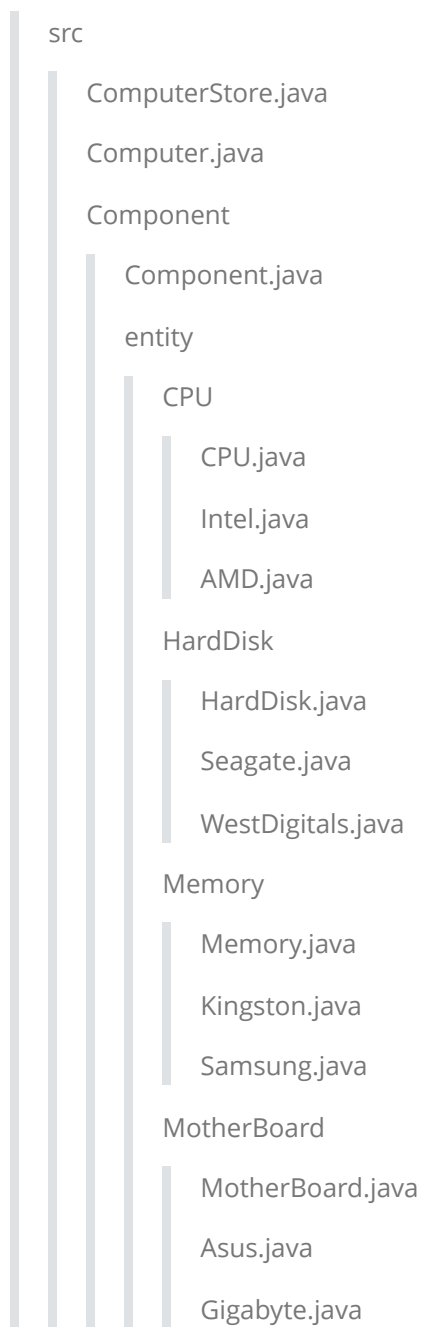 src
ComputerStore.java
Computer.java
Component
Component.java
entity
CPU
CPU.java
Intel.java
AMD.java
HardDisk
HardDisk.java
Seagate.java
WestDigitals.java
Memory
Memory.java
Kingston.java
Samsung.java
MotherBoard
MotherBoard.java
Asus.java
Gigabyte.java